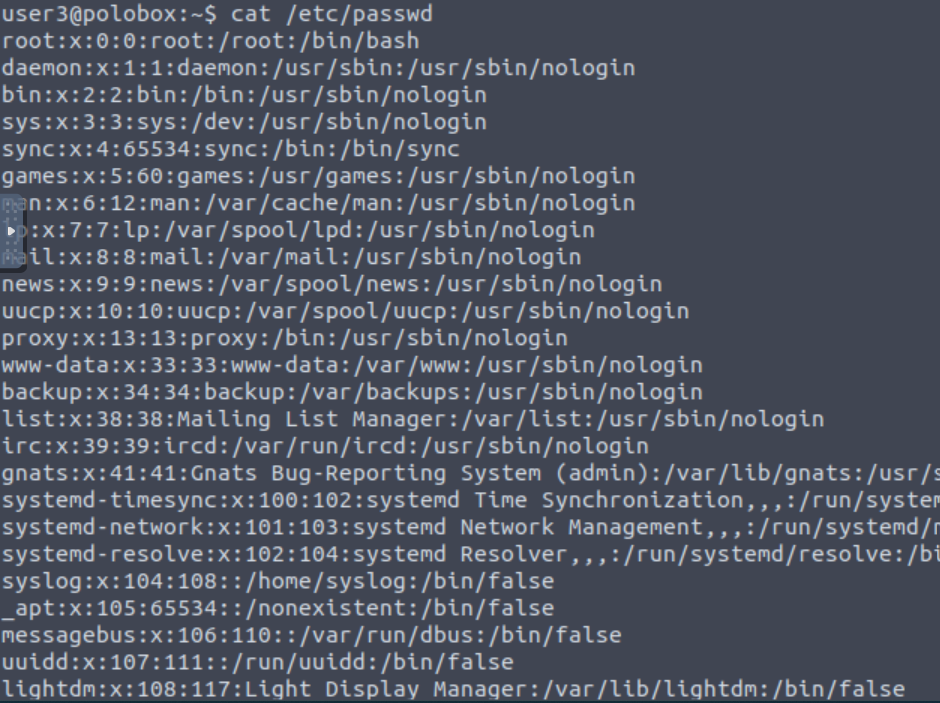 user3@polobox:~$ cat /etc/passwd
root:x:0:0:root:/root:/bin/bash
daemon:x:1:1:daemon:/usr/sbin:/usr/sbin/nologin
bin:x:2:2:bin:/bin:/usr/sbin/nologin
sys:x:3:3:sys:/dev:/usr/sbin/nologin
sync:x:4:65534:sync:/bin:/bin/sync
games:x:5:60:games:/usr/games:/usr/sbin/nologin
man:x:6:12:man:/var/cache/man:/usr/sbin/nologin
lp:x:7:7:lp:/var/spool/lpd:/usr/sbin/nologin
mail:x:8:8:mail:/var/mail:/usr/sbin/nologin
news:x:9:9:news:/var/spool/news:/usr/sbin/nologin
uucp:x:10:10:uucp:/var/spool/uucp:/usr/sbin/nologin
proxy:x:13:13:proxy:/bin:/usr/sbin/nologin
www-data:x:33:33:www-data:/var/www:/usr/sbin/nologin
backup:x:34:34:backup:/var/backups:/usr/sbin/nologin
list:x:38:38:Mailing List Manager:/var/list:/usr/sbin/nologin
irc:x:39:39:ircd:/var/run/ircd:/usr/sbin/nologin
gnats:x:41:41:Gnats Bug-Reporting System (admin):/var/lib/gnats:/usr/s
systemd-timesync:x:100:102:systemd Time Synchronization,,,:/run/system
systemd-network:x:101:103:systemd Network Management,,,:/run/systemd/n
systemd-resolve:x:102:104:systemd Resolver,,,:/run/systemd/resolve:/bi
syslog:x:104:108::/home/syslog:/bin/false
_apt:x:105:65534::/nonexistent:/bin/false
messagebus:x:106:110::/var/run/dbus:/bin/false
uuidd:x:107:111::/run/uuidd:/bin/false
lightdm:x:108:117:Light Display Manager:/var/lib/lightdm:/bin/false